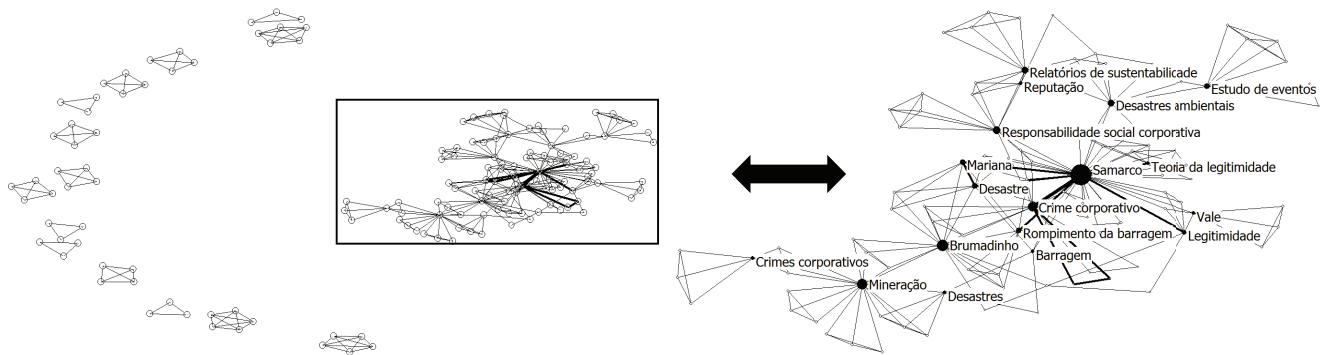 Relatórios de sustentabilicade
Reputação
Estudo de eventos
Desastres ambientais
Responsabilidade social corporativa
Mariana
Samarco
Teoria da legitimidade
Desastre
Crime corporativo
Vale
Rompimento da barragem
Legitimidade
Brumadinho
Barragem
Crimes corporativos
Mineração
Desastres